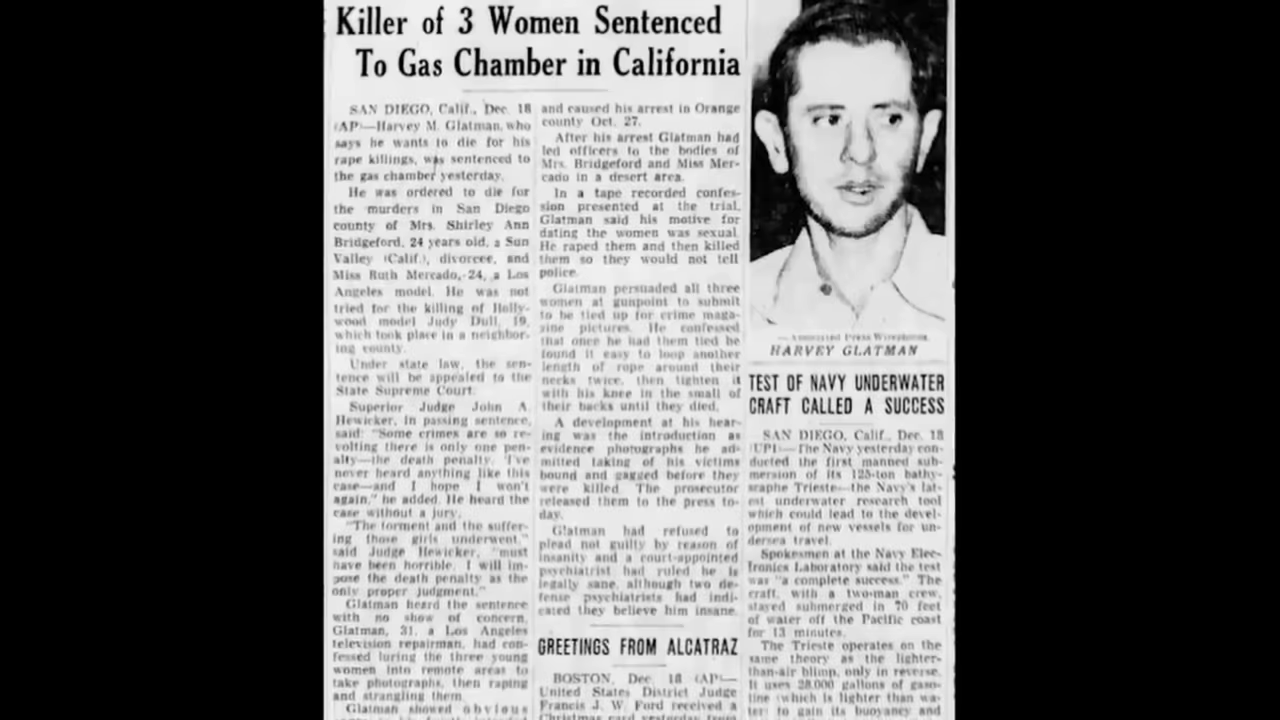 Killer of 3 Women Sentenced
To Gas Chamber in California
SAN DIEGO, Calif., Dec. 18
(AP)—Harvey M. Glatman, who
says he wants to die for his
rape killings, was sentenced to
the gas chamber yesterday.
He was ordered to die for
the murders in San Diego
county of Mrs. Shirley Ann
Bridgeford, 24 years old, a Sun
Valley (Calif.), divorcee, and
Miss Ruth Mercado, 24, a Los
Angeles model. He was not
tried for the killing of Holly-
wood model Judy Dull, 19,
which took place in a neighbor-
ing county.
Under state law, the sen-
tence will be appealed to the
State Supreme Court.
Superior Judge John A.
Hewicker, in passing sentence,
said: "Some crimes are so re-
volting there is only one pen-
alty—the death penalty. I've
never heard anything like this
case—and I hope I won't
again," he added. He heard the
case without a jury.
"The torment and the suffer-
ing those girls underwent,"
said Judge Hewicker, "must
have been horrible. I will im-
pose the death penalty as the
only proper judgment."
Glatman heard the sentence
with no show of concern.
Glatman, 31, a Los Angeles
television repairman, had con-
fessed luring the three young
women into remote areas to
take photographs, then raping
and strangling them.
Glatman showed obvious
and caused his arrest in Orange
county Oct. 27.
After his arrest Glatman had
led officers to the bodies of
Mrs. Bridgeford and Miss Mer-
cado in a desert area.
In a tape recorded confes-
sion presented at the trial,
Glatman said his motive for
dating the women was sexual.
He raped them and then killed
them so they would not tell
police.
Glatman persuaded all three
women at gunpoint to submit
to be tied up for crime maga-
zine pictures. He confessed
that once he had them tied he
found it easy to loop another
length of rope around their
necks twice, then tighten it
with his knee in the small of
their backs until they died.
A development at his hear-
ing was the introduction as
evidence photographs he ad-
mitted taking of his victims
bound and gagged before they
were killed. The prosecutor
released them to the press to-
day.
Glatman had refused to
plead not guilty by reason of
insanity and a court-appointed
psychiatrist had ruled he is
legally sane, although two de-
fense psychiatrists had indi-
cated they believe him insane.
GREETINGS FROM ALCATRAZ
BOSTON, Dec. 18 (AP)—
United States District Judge
Francis J. W. Ford received a
Christmas card yesterday from
—Associated Press Wirephoto.
HARVEY GLATMAN
TEST OF NAVY UNDERWATER
CRAFT CALLED A SUCCESS
SAN DIEGO, Calif., Dec. 18
(UPI)—The Navy yesterday con-
ducted the first manned sub-
mersion of its 125-ton bathy-
scaphe Trieste—the Navy's lat-
est underwater research tool
which could lead to the devel-
opment of new vessels for un-
dersea travel.
Spokesmen at the Navy Elec-
tronics Laboratory said the test
was "a complete success." The
craft, with a two-man crew,
stayed submerged in 70 feet
of water off the Pacific coast
for 13 minutes.
The Trieste operates on the
same theory as the lighter-
than-air blimp, only in reverse.
It uses 28,000 gallons of gaso-
line (which is lighter than wa-
ter) to gain its buoyancy and